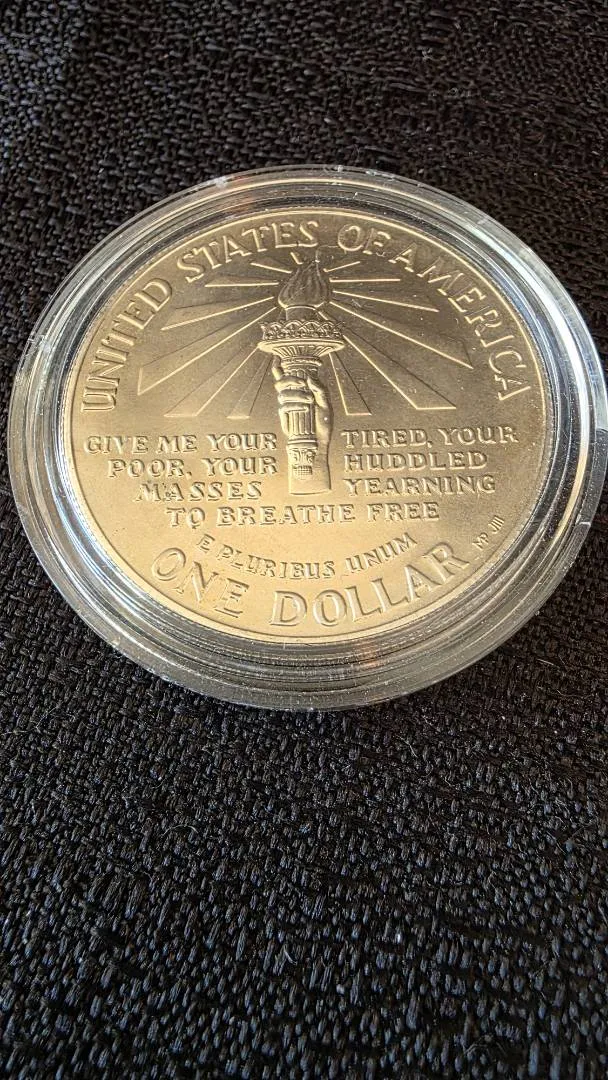 UNITED STATES OF AMERICA
GIVE ME YOUR TIRED, YOUR
POOR, YOUR HUDDLED
MASSES YEARNING
TO BREATHE FREE
E PLURIBUS UNUM
ONE DOLLAR